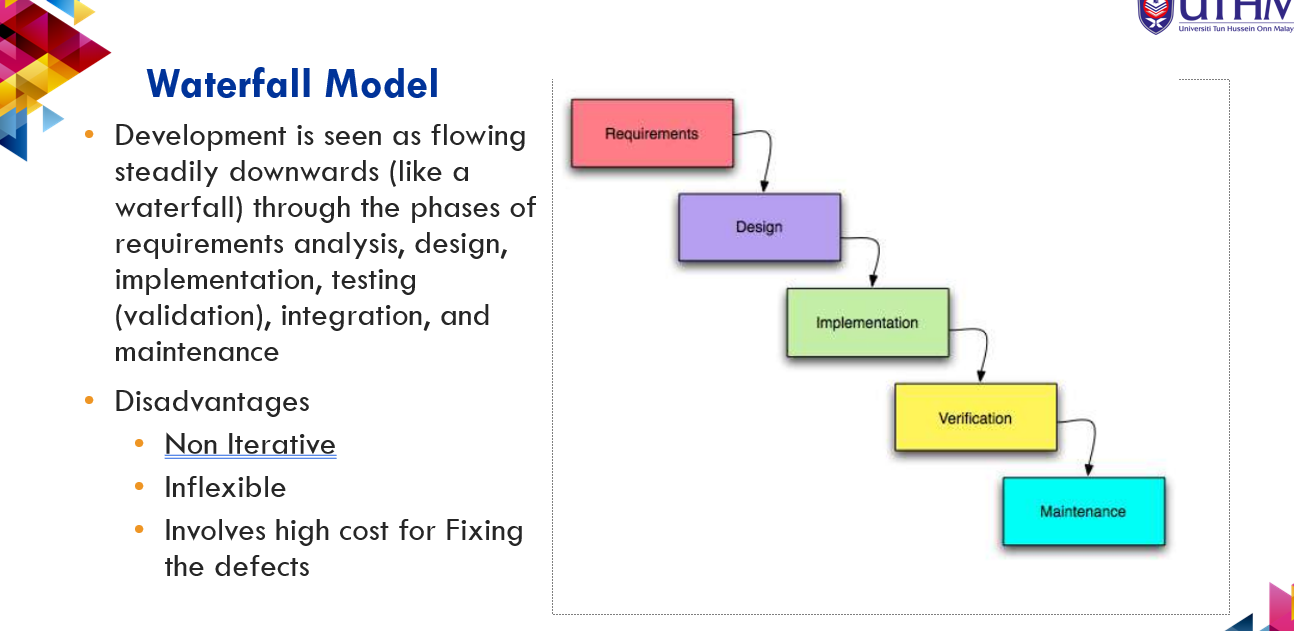 Universiti Tun Hussein Onn Malay
Waterfall Model
• Development is seen as flowing
steadily downwards (like a
waterfall) through the phases of
requirements analysis, design,
implementation, testing
(validation), integration, and
maintenance
• Disadvantages
• Non Iterative
• Inflexible
• Involves high cost for Fixing
the defects
Requirements
Design
Implementation
Verification
Maintenance